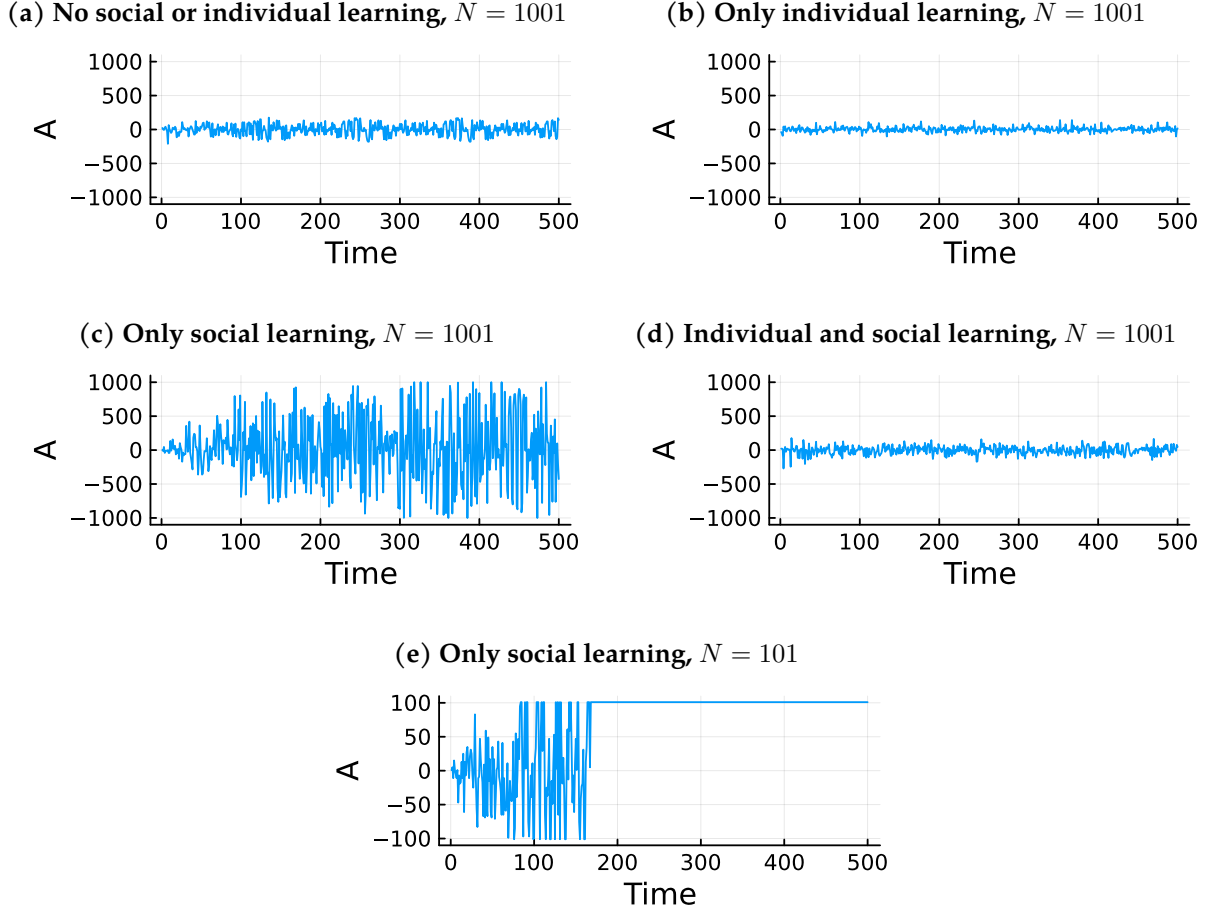 (a) No social or individual learning, N = 1001
1000
500
0
−500
−1000
A
0 100 200 300 400 500
Time
(b) Only individual learning, N = 1001
1000
500
0
−500
−1000
A
0 100 200 300 400 500
Time
(c) Only social learning, N = 1001
1000
500
0
−500
−1000
A
0 100 200 300 400 500
Time
(d) Individual and social learning, N = 1001
1000
500
0
−500
−1000
A
0 100 200 300 400 500
Time
(e) Only social learning, N = 101
100
50
0
−50
−100
A
0 100 200 300 400 500
Time